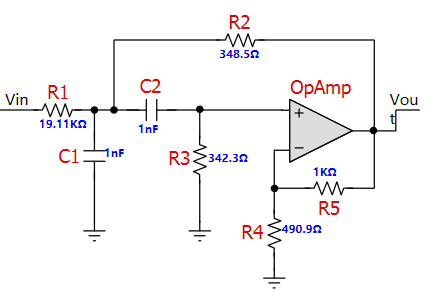 R2
348.5Ω
OpAmp
Vin
R1
C2
Vou
t
19.11KΩ
1nF
+
C1
1nF
R3
342.3Ω
−
1KΩ
R5
R4
490.9Ω